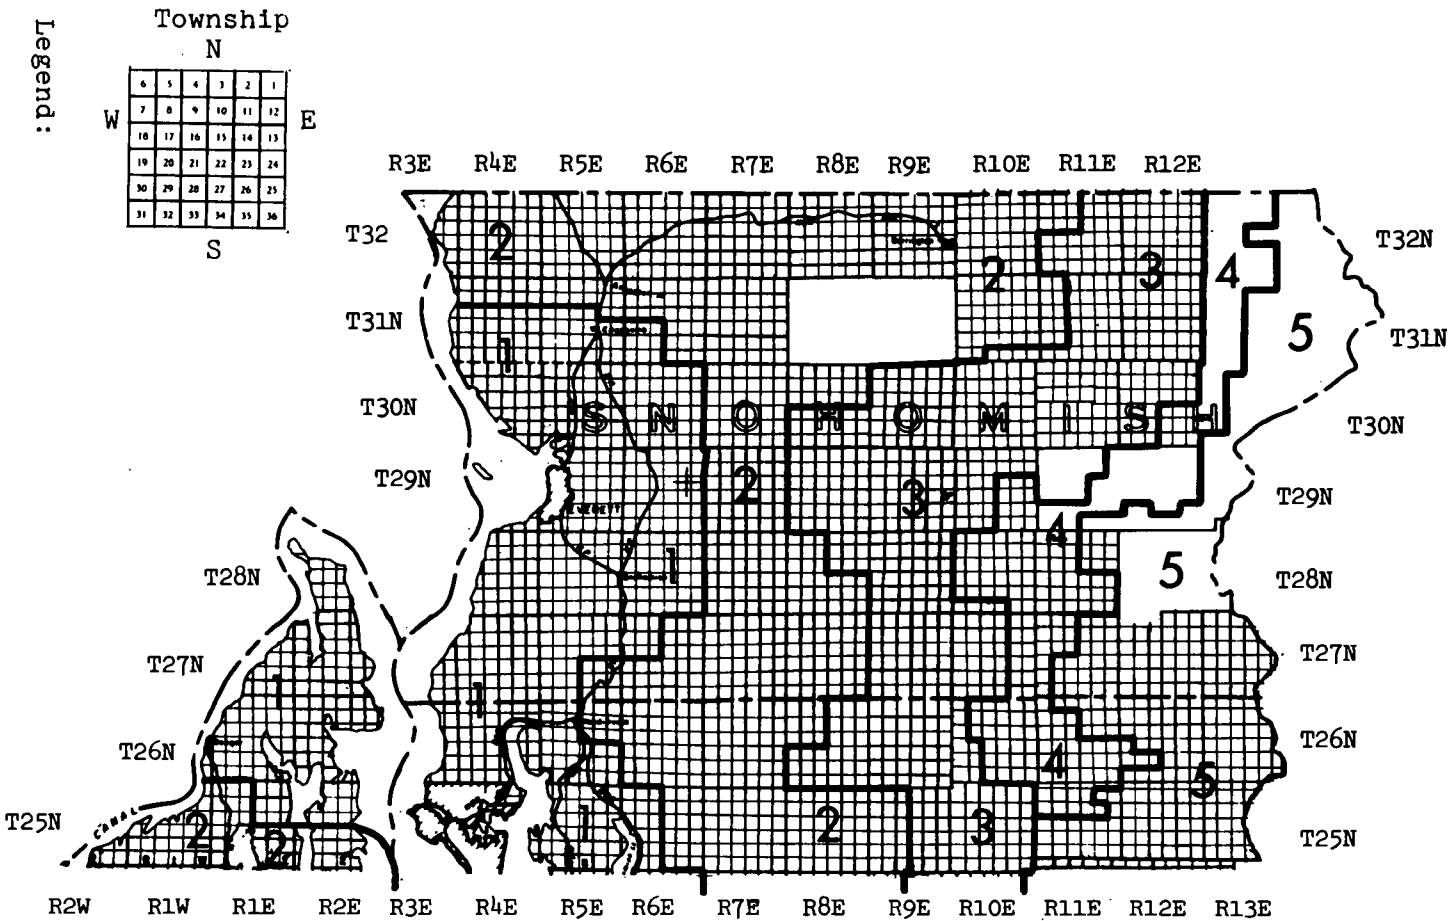 Legend:
Township
N
W
E
S
6 5 4 3 2 1
7 8 9 10 11 12
18 17 16 15 14 13
19 20 21 22 23 24
30 29 28 27 26 25
31 32 33 34 35 36
R3E R4E R5E R6E R7E R8E R9E R10E R11E R12E
T32 T32N
2 2 3 4
T31N T31N
1 5
T30N T30N
S N O H O M I S H
T29N T29N
2 3 4
EVERETT
T28N T28N
1 5
T27N T27N
1 1
T26N T26N
4 5
T25N T25N
CANAL
2 2 1 2 3
R2W R1W R1E R2E R3E R4E R5E R6E R7E R8E R9E R10E R11E R12E R13E